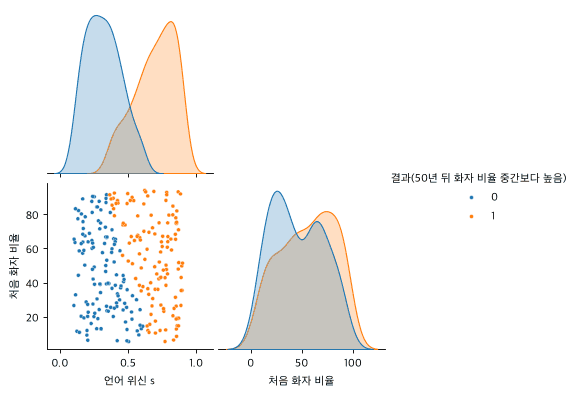 결과(50년 뒤 화자 비율 중간보다 높음)
0
1
처음 화자 비율
80
60
40
20
0.0 0.5 1.0
언어 위신 s
0 50 100
처음 화자 비율